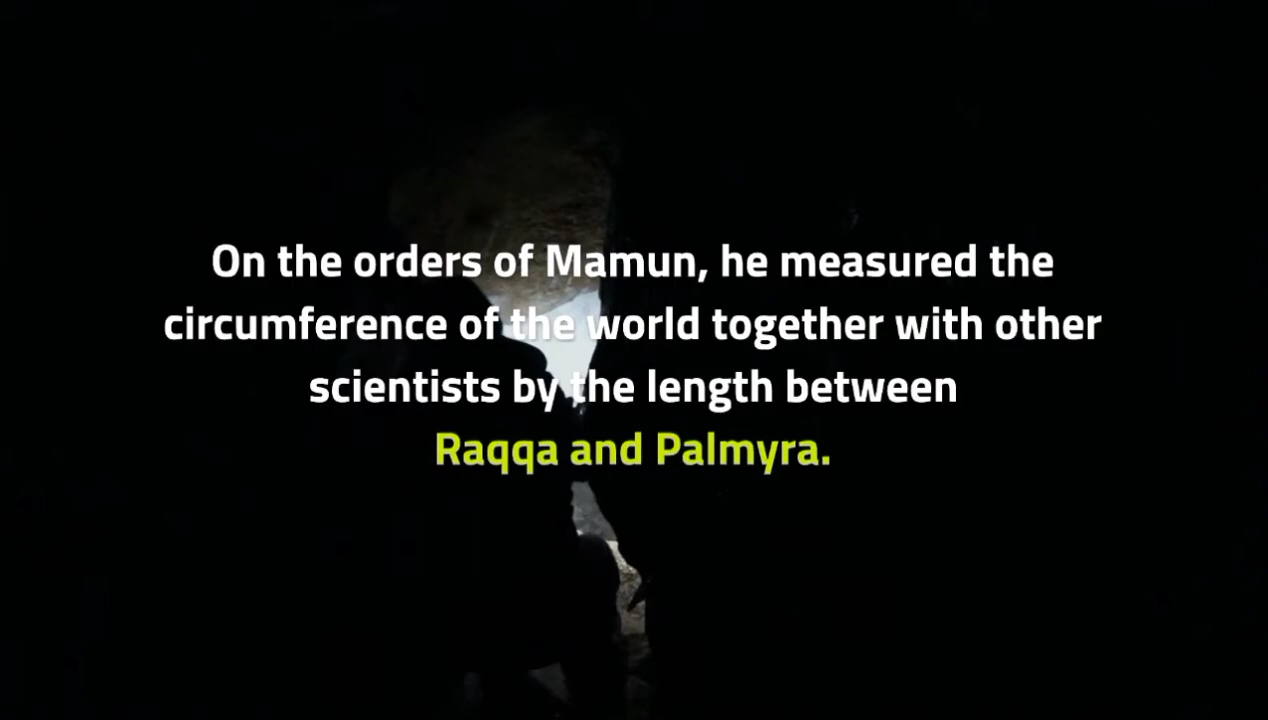 On the orders of Mamun, he measured the
circumference of the world together with other
scientists by the length between
Raqqa and Palmyra.